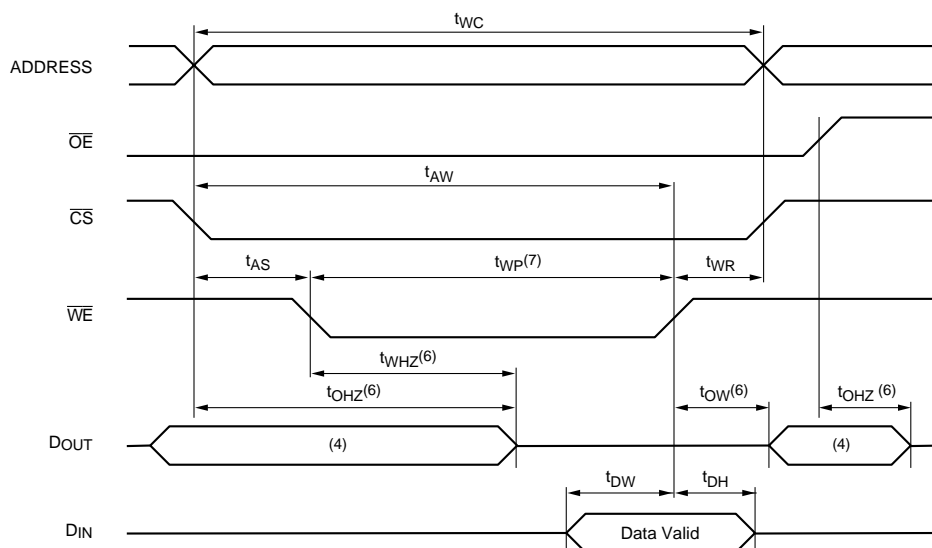 tWC
ADDRESS
OE
tAW
CS
tAS
tWP(7)
tWR
WE
tWHZ(6)
tOHZ(6)
tOW(6)
tOHZ (6)
DOUT
(4)
(4)
tDW
tDH
DIN
Data Valid